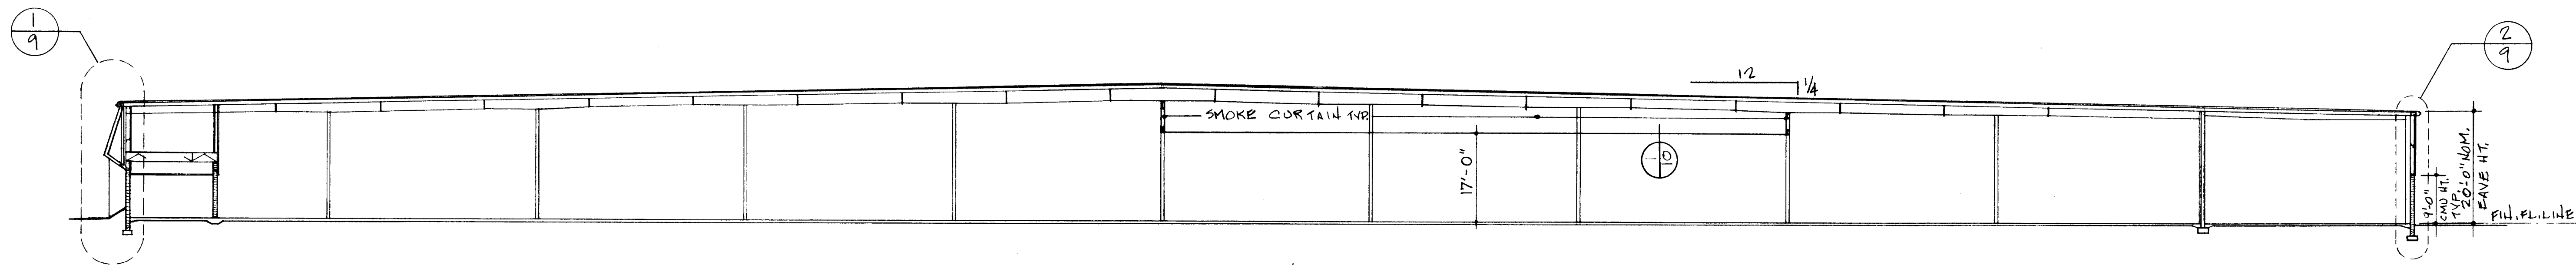 1
9
2
9
12
1/4
SMOKE CURTAIN TYP.
17'-0"
10
9'-0"
CMU HT.
TYP.
20'-0" NOM.
EAVE HT.
FIN. FL. LINE